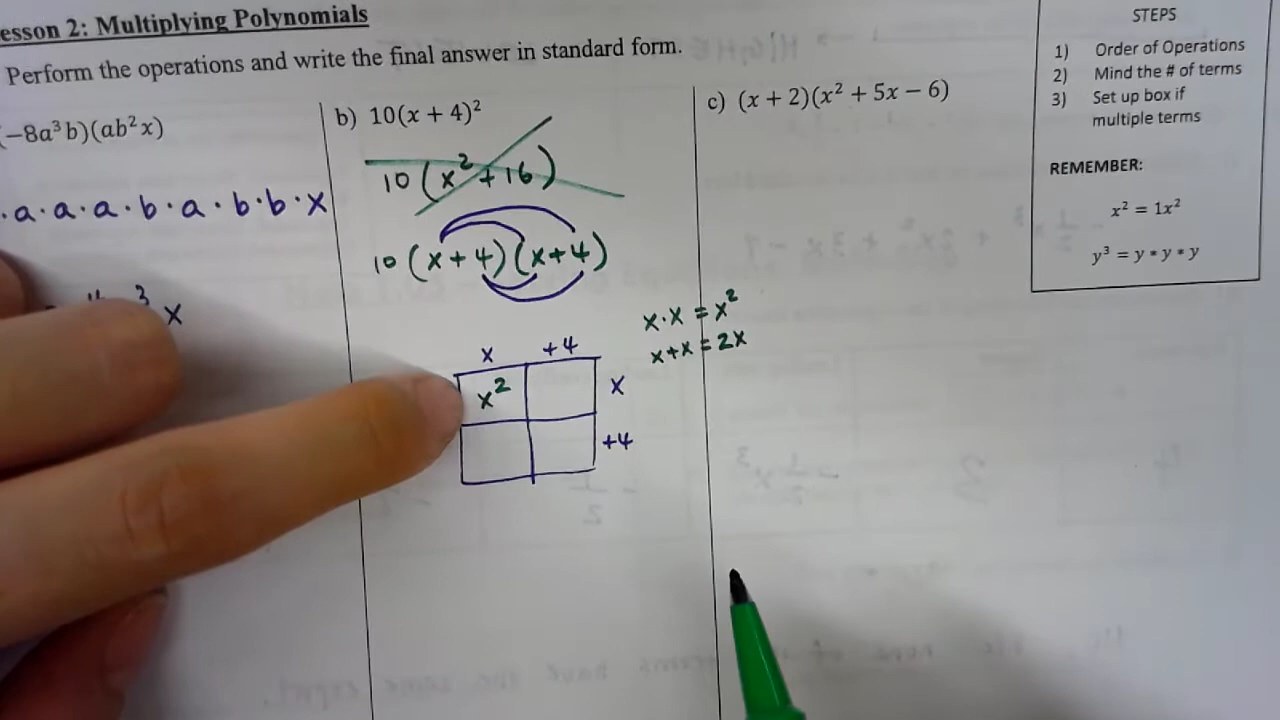 esson 2: Multiplying Polynomials
Perform the operations and write the final answer in standard form.
(−8a³b)(ab²x)
· a · a · a · b · a · b · b · x
³ x
b) 10(x + 4)²
10 (x² + 16)
10 (x + 4)(x + 4)
x · x = x²
x + x = 2x
x +4
x² x
+4
c) (x + 2)(x² + 5x − 6)
STEPS
1) Order of Operations
2) Mind the # of terms
3) Set up box if
multiple terms
REMEMBER:
x² = 1x²
y³ = y • y • y